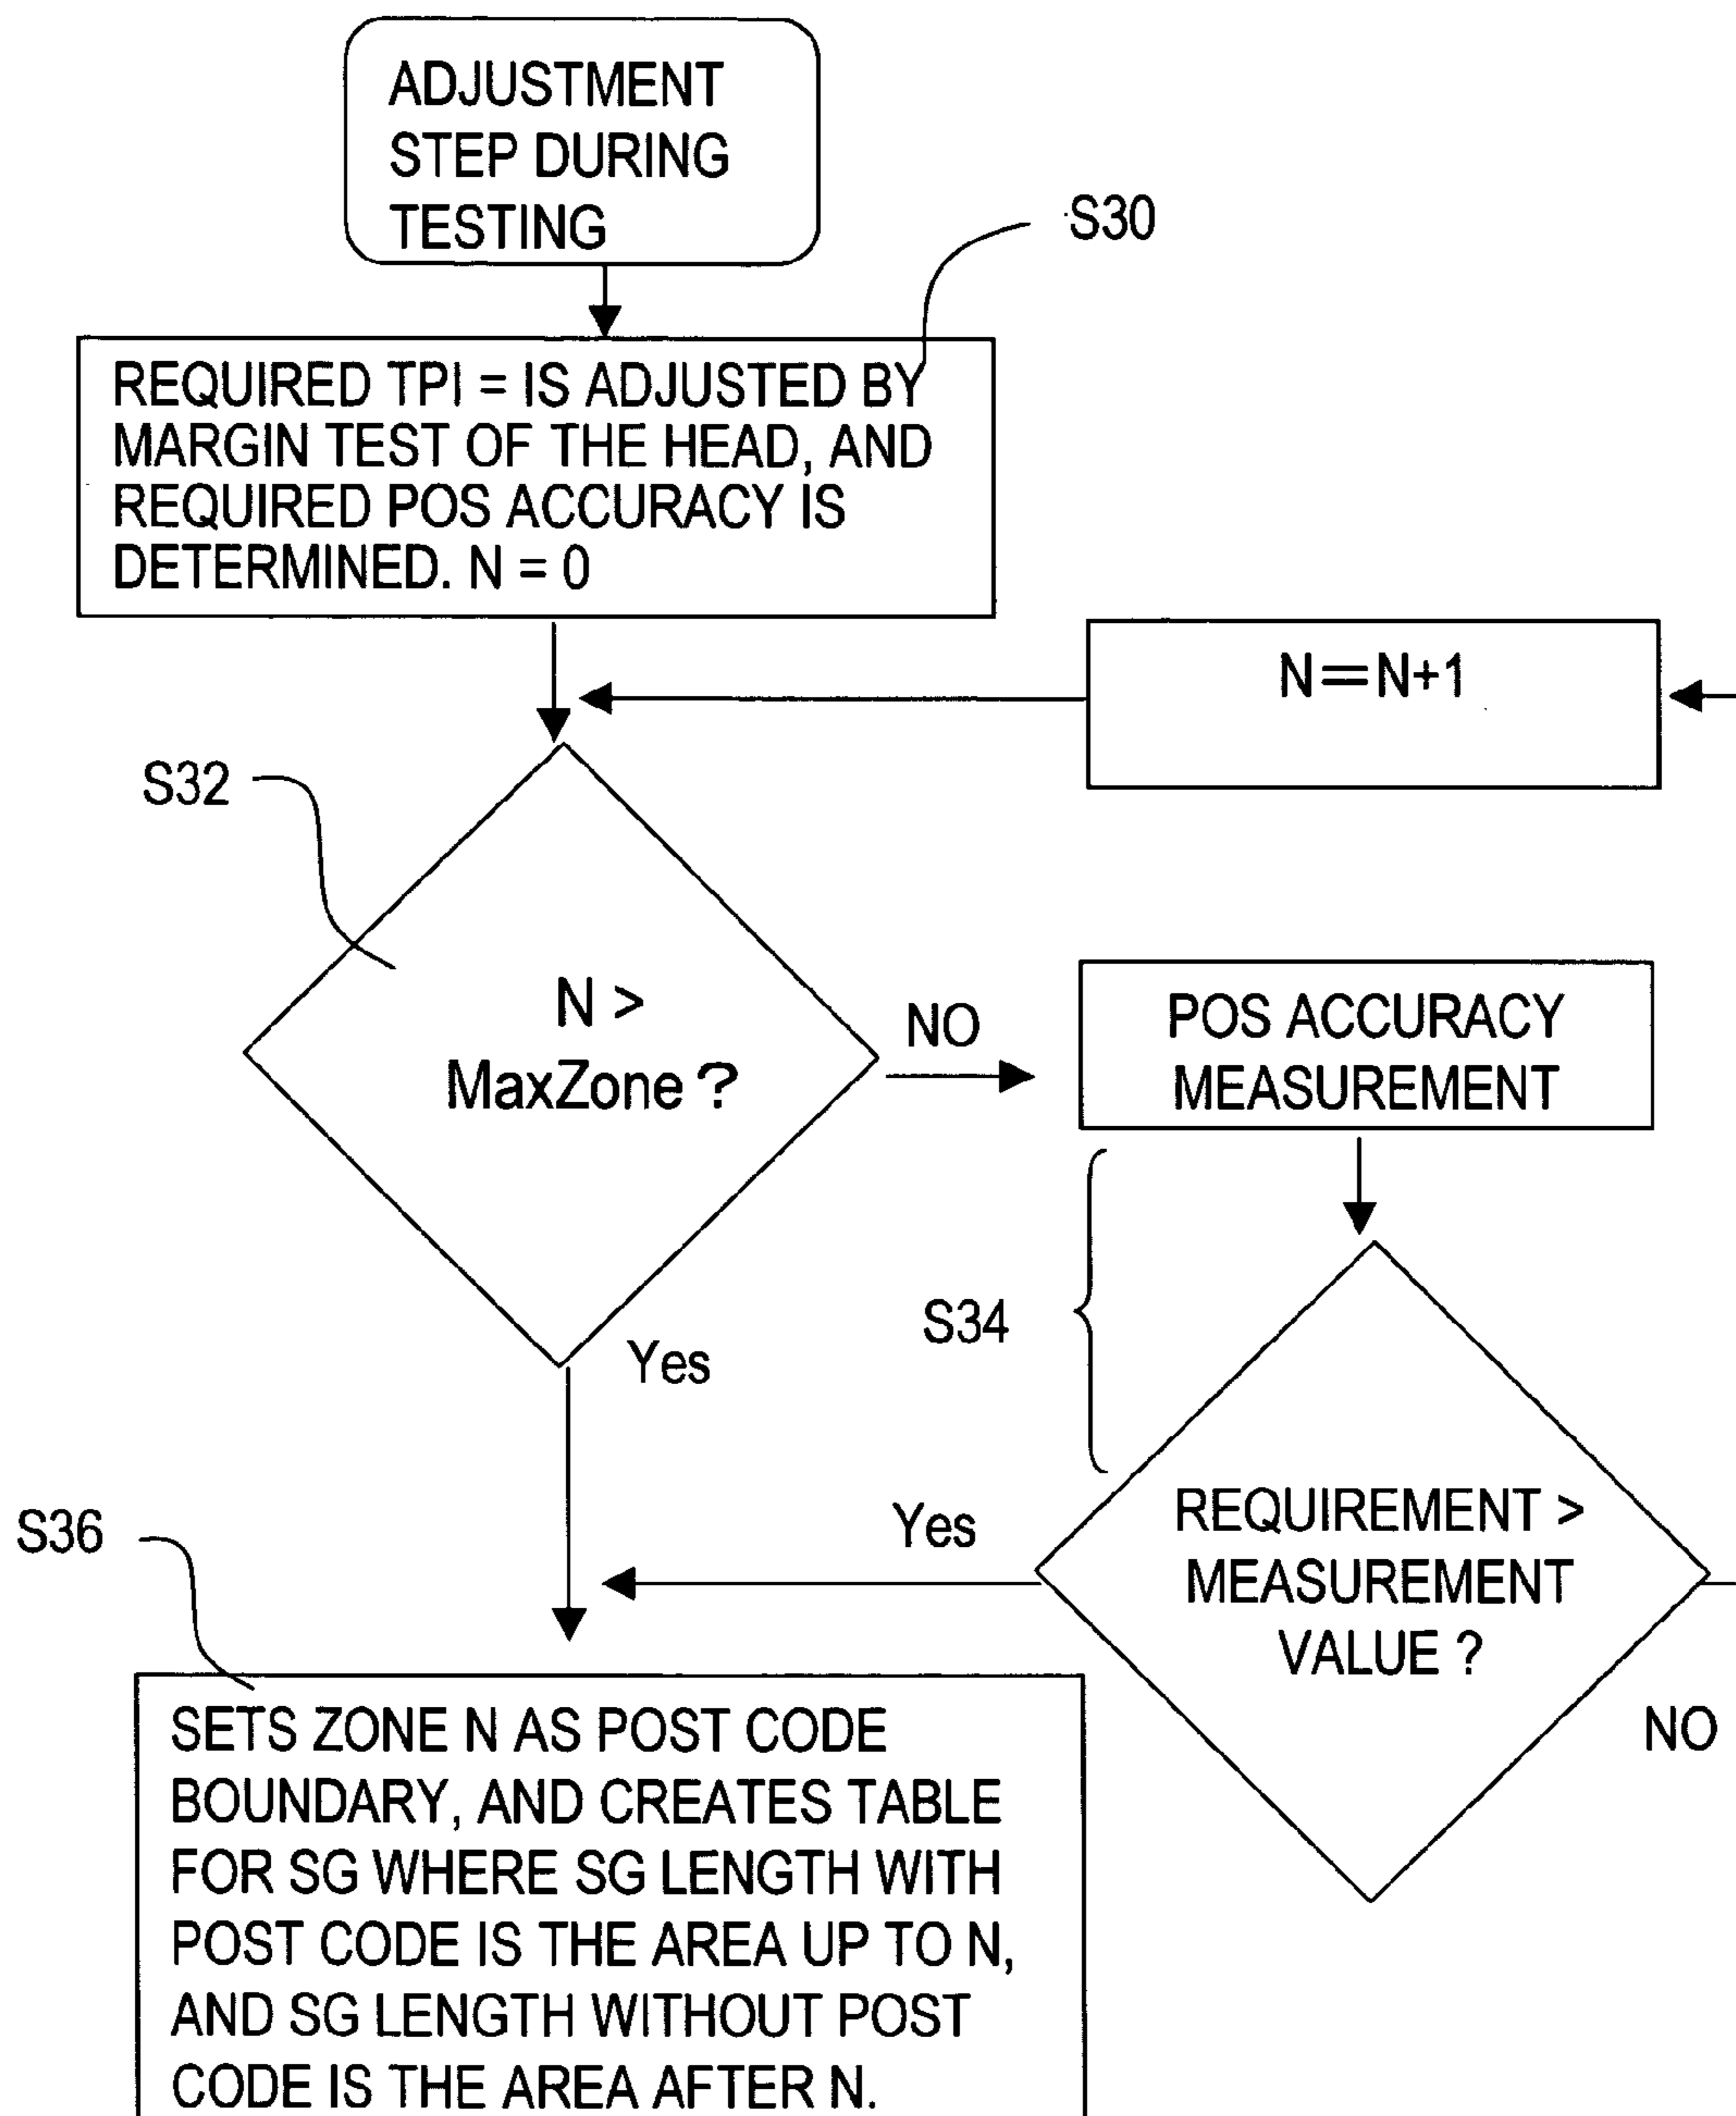 ADJUSTMENT
STEP DURING
TESTING
S30
REQUIRED TPI = IS ADJUSTED BY
MARGIN TEST OF THE HEAD, AND
REQUIRED POS ACCURACY IS
DETERMINED. N = 0
N=N+1
S32
N >
MaxZone ?
NO
POS ACCURACY
MEASUREMENT
S34
Yes
Yes
REQUIREMENT >
MEASUREMENT
VALUE ?
NO
S36
SETS ZONE N AS POST CODE
BOUNDARY, AND CREATES TABLE
FOR SG WHERE SG LENGTH WITH
POST CODE IS THE AREA UP TO N,
AND SG LENGTH WITHOUT POST
CODE IS THE AREA AFTER N.